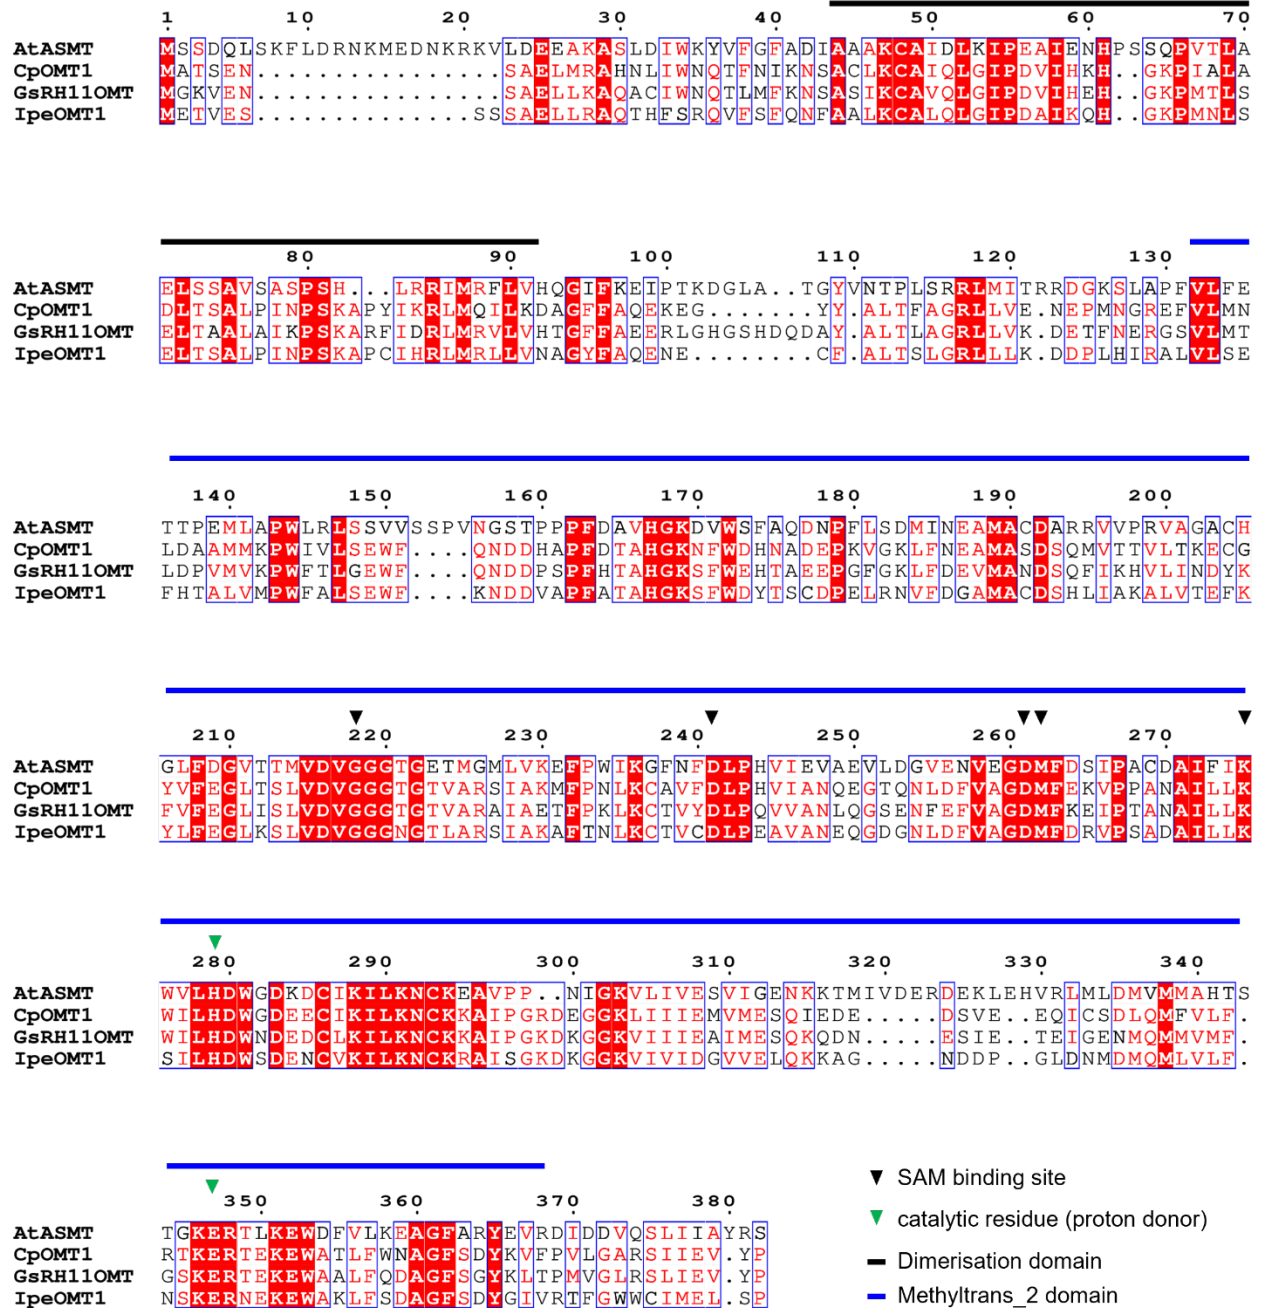 1 10 20 30 40 50 60 70
AtASMT MSSDQLSKFLDRNKMEDNKRKVLDEEAKASLDIWKYVFGFADIAAAKCAIDLKIPEAIENHPSSQPVTLA
CpOMT1 MATSEN................SAELMRAHNLIWNQTFNIKNSACLKCAIQLGIPDVIHKH..GKPIALA
GsRH11OMT MGKVEN................SAELLKAQACIWNQTLMFKNSASIKCAVQLGIPDVIHEH..GKPMTLS
IpeOMT1 METVES..............SSSAELLRAQTHFSRQVFSFQNFAALKCALQLGIPDAIKQH..GKPMNLS
80 90 100 110 120 130
AtASMT ELSSAVSASPSH...LRRIMRFLVHQGIFKEIPTKDGLA..TGYVNTPLSRRLMITRRDGKSLAPFVLFE
CpOMT1 DLTSALPINPSKAPYIKRLMQILKDAGFFAQEKEG.......YY.ALTFAGRLLVE.NEPMNGREFVLMN
GsRH11OMT ELTAALAIKPSKARFIDRLMRVLVHTGFFAEERLGHGSHDQDAY.ALTLAGRLLVK.DETFNERGSVLMT
IpeOMT1 ELTSALPINPSKAPCIHRLMRLLVNAGYFAQENE........CF.ALTSLGRLLLK.DDPLHIRALVLSE
140 150 160 170 180 190 200
AtASMT TTPEMLAPWLRLSSVVSSPVNGSTPPPFDAVHGKDVWSFAQDNPFLSDMINEAMACDARRVVPRVAGACH
CpOMT1 LDAAMMKPWIVLSEWF....QNDDHAPFDTAHGKNFWDHNADEPKVGKLFNEAMASDSQMVTTVLTKECG
GsRH11OMT LDPVMVKPWFTLGEWF....QNDDPSPFHTAHGKSFWEHTAEEPGFGKLFDEVMANDSQFIKHVLINDYK
IpeOMT1 FHTALVMPWFALSEWF....KNDDVAPFATAHGKSFWDYTSCDPELRNVFDGAMACDSHLIAKALVTEFK
210 220 230 240 250 260 270
AtASMT GLFDGVTTMVDVGGGTGETMGMLVKEFPWIKGFNFDLPHVIEVAEVLDGVENVEGDMFDSIPACDAIFIK
CpOMT1 YVFEGLTSLVDVGGGTGTVARSIAKMFPNLKCAVFDLPHVIANQEGTQNLDFVAGDMFEKVPPANAILLK
GsRH11OMT FVFEGLNSLVDVGGGTGTVARAIAETFPKLKCTVYDLPQVVANLQGSENFEFVAGDMFKEIPTANAILLK
IpeOMT1 YLFEGLKSLVDVGGGNGTLARSIAKAFTNLKCTVCDLPEAVANEQGDGNLDFVAGDMFDRVPSADAILLK
280 290 300 310 320 330 340
AtASMT WVLHDWGDKDCIKILKNCKEAVPP..NIGKVLIVESVIGENKKTMIVDERDEKLEHVRLMLDMVMMAHTS
CpOMT1 WILHDWGDEECIKILKNCKKAIPGRDEGGKLIIIEMVMESQIEDE.....DSVE..EQICSDLQMFVLF.
GsRH11OMT WILHDWNDEDCLKILKNCKKAIPGRDKGGKVIIIEAIMESQKQDN.....ESIE..TEIGENMQMMVMF.
IpeOMT1 SILHDWSDENCVKILKNCKRAISGKDKGGKVIVIDGVVELQKKAG.....NDDP..GLDNMDMQMLVLF.
350 360 370 380
AtASMT TGKERTLKEWDFVLKEAGFARYEVRDIDDVQSLIIAYRS
CpOMT1 RTKERTEKEWATLFWNAGFSDYKVFPVLGARSIIEV.YP
GsRH11OMT GSKERTEKEWAALFQDAGFSGYKLTPMVGLRSLIEV.YP
IpeOMT1 NSKERNEKEWAKLFSDAGFSDYGIVRTFGWWCIMEL.SP
SAM binding site
catalytic residue (proton donor)
Dimerisation domain
Methyltrans_2 domain